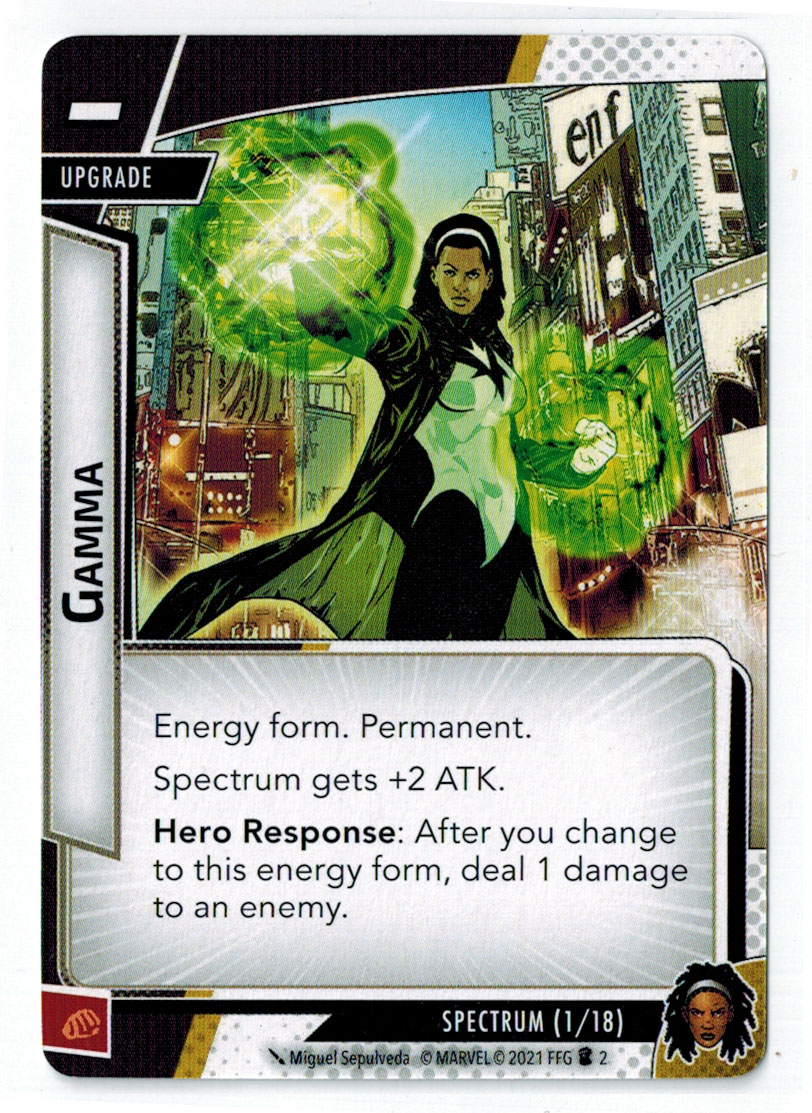 –
UPGRADE
enf
GAMMA
Energy form. Permanent.
Spectrum gets +2 ATK.
Hero Response: After you change
to this energy form, deal 1 damage
to an enemy.
SPECTRUM (1/18)
Miguel Sepulveda © MARVEL © 2021 FFG 2